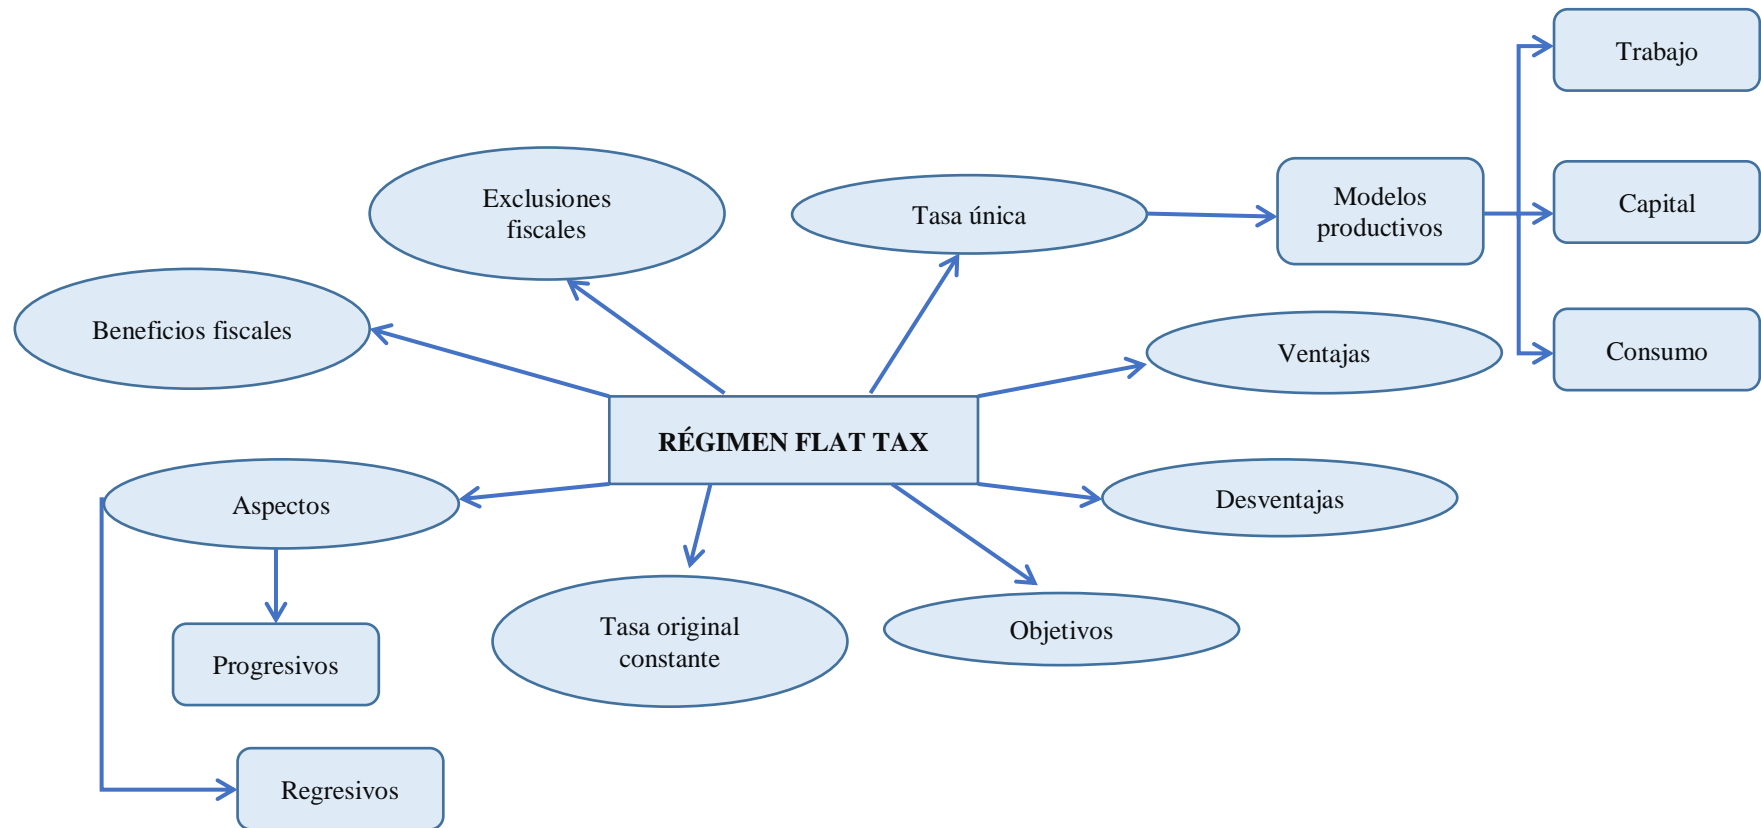 Trabajo
Exclusiones
fiscales
Tasa única
Modelos
productivos
Capital
Beneficios fiscales
Ventajas
Consumo
RÉGIMEN FLAT TAX
Aspectos
Desventajas
Tasa original
constante
Objetivos
Progresivos
Regresivos